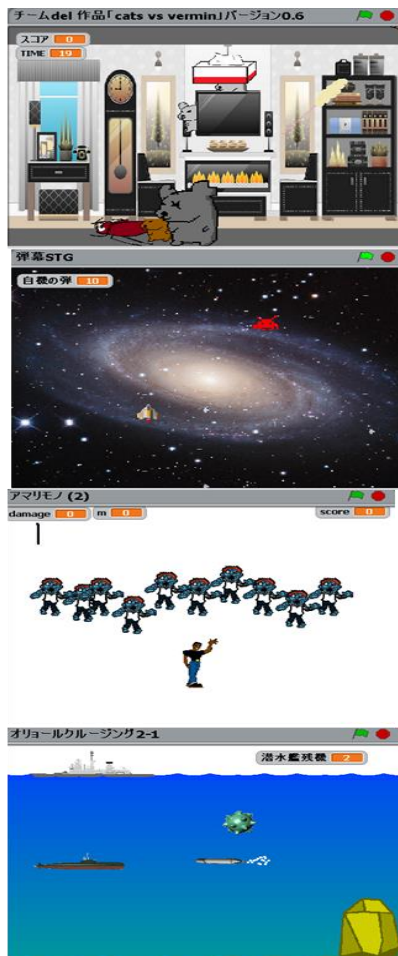 チームdel 作品「cats vs vermin」バージョン0.6
スコア 0
TIME 19
弾幕STG
自機の弾 10
アマリモノ (2)
damage 0 m 0 score 0
オリョールクルージング2-1
潜水艦残機 2